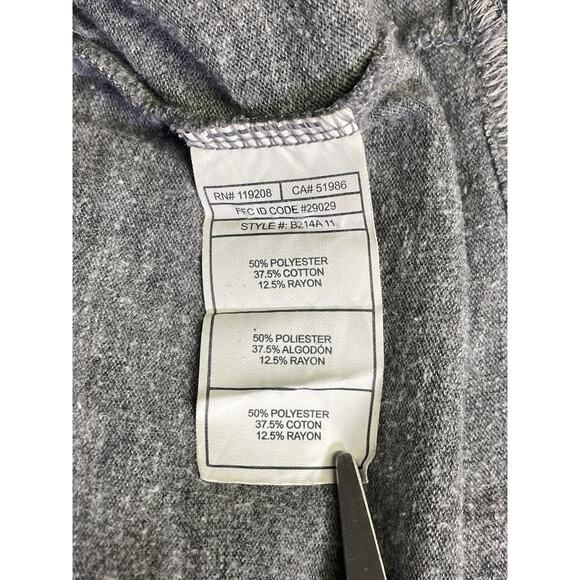 RN# 119208 CA# 51986
FFC ID CODE #29029
STYLE #: B214A11
50% POLYESTER
37.5% COTTON
12.5% RAYON
50% POLIESTER
37.5% ALGODÓN
12.5% RAYON
50% POLYESTER
37.5% COTON
12.5% RAYON